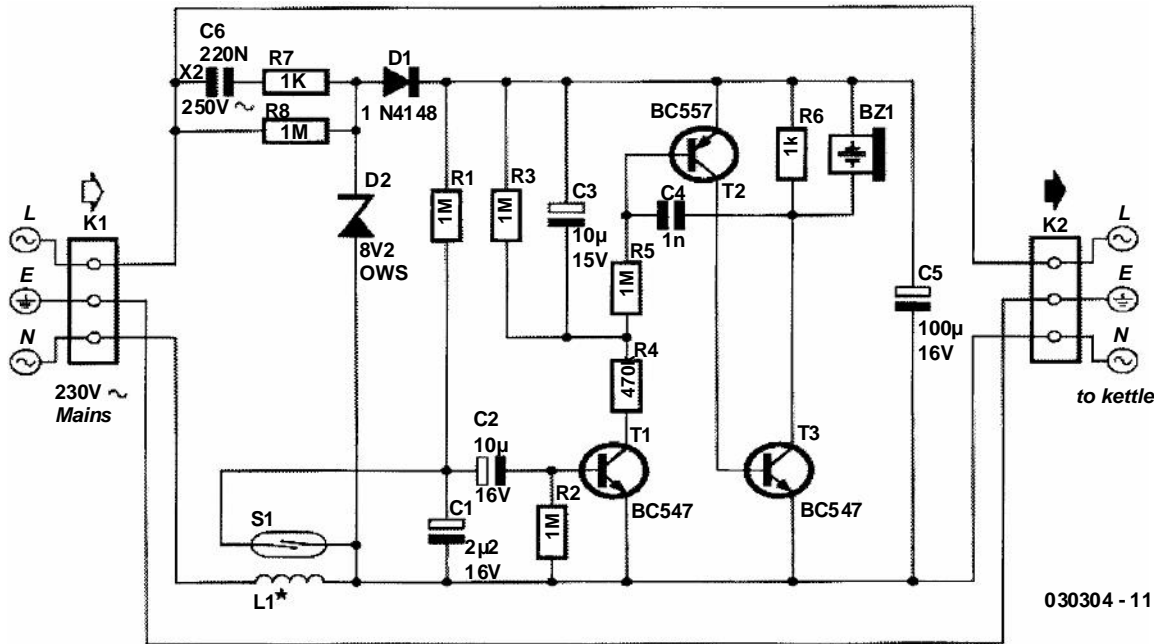 C6
220N
X2
250V ~
R7
1K
R8
1M
D1
1 N4148
D2
8V2
OWS
R1
1M
R3
1M
C3
10µ
15V
BC557
T2
C4
1n
R5
1M
R4
470k
R6
1k
BZ1
C5
100µ
16V
L
E
N
K1
230V ~
Mains
K2
L
E
N
to kettle
C2
10µ
16V
C1
2µ2
16V
R2
1M
T1
BC547
T3
BC547
S1
L1*
030304 - 11